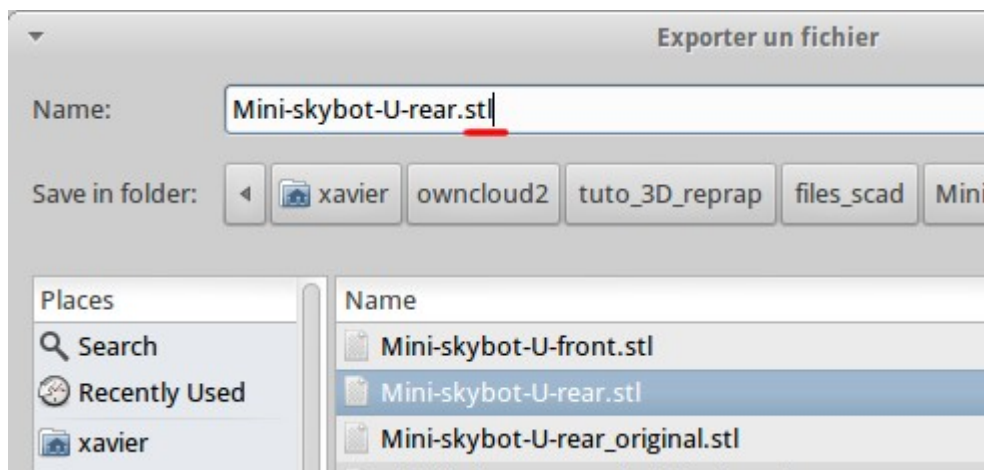 Exporter un fichier
Name: Mini-skybot-U-rear.stl
Save in folder: xavier owncloud2 tuto_3D_reprap files_scad Mini
Places
Search
Recently Used
xavier
Name
Mini-skybot-U-front.stl
Mini-skybot-U-rear.stl
Mini-skybot-U-rear_original.stl